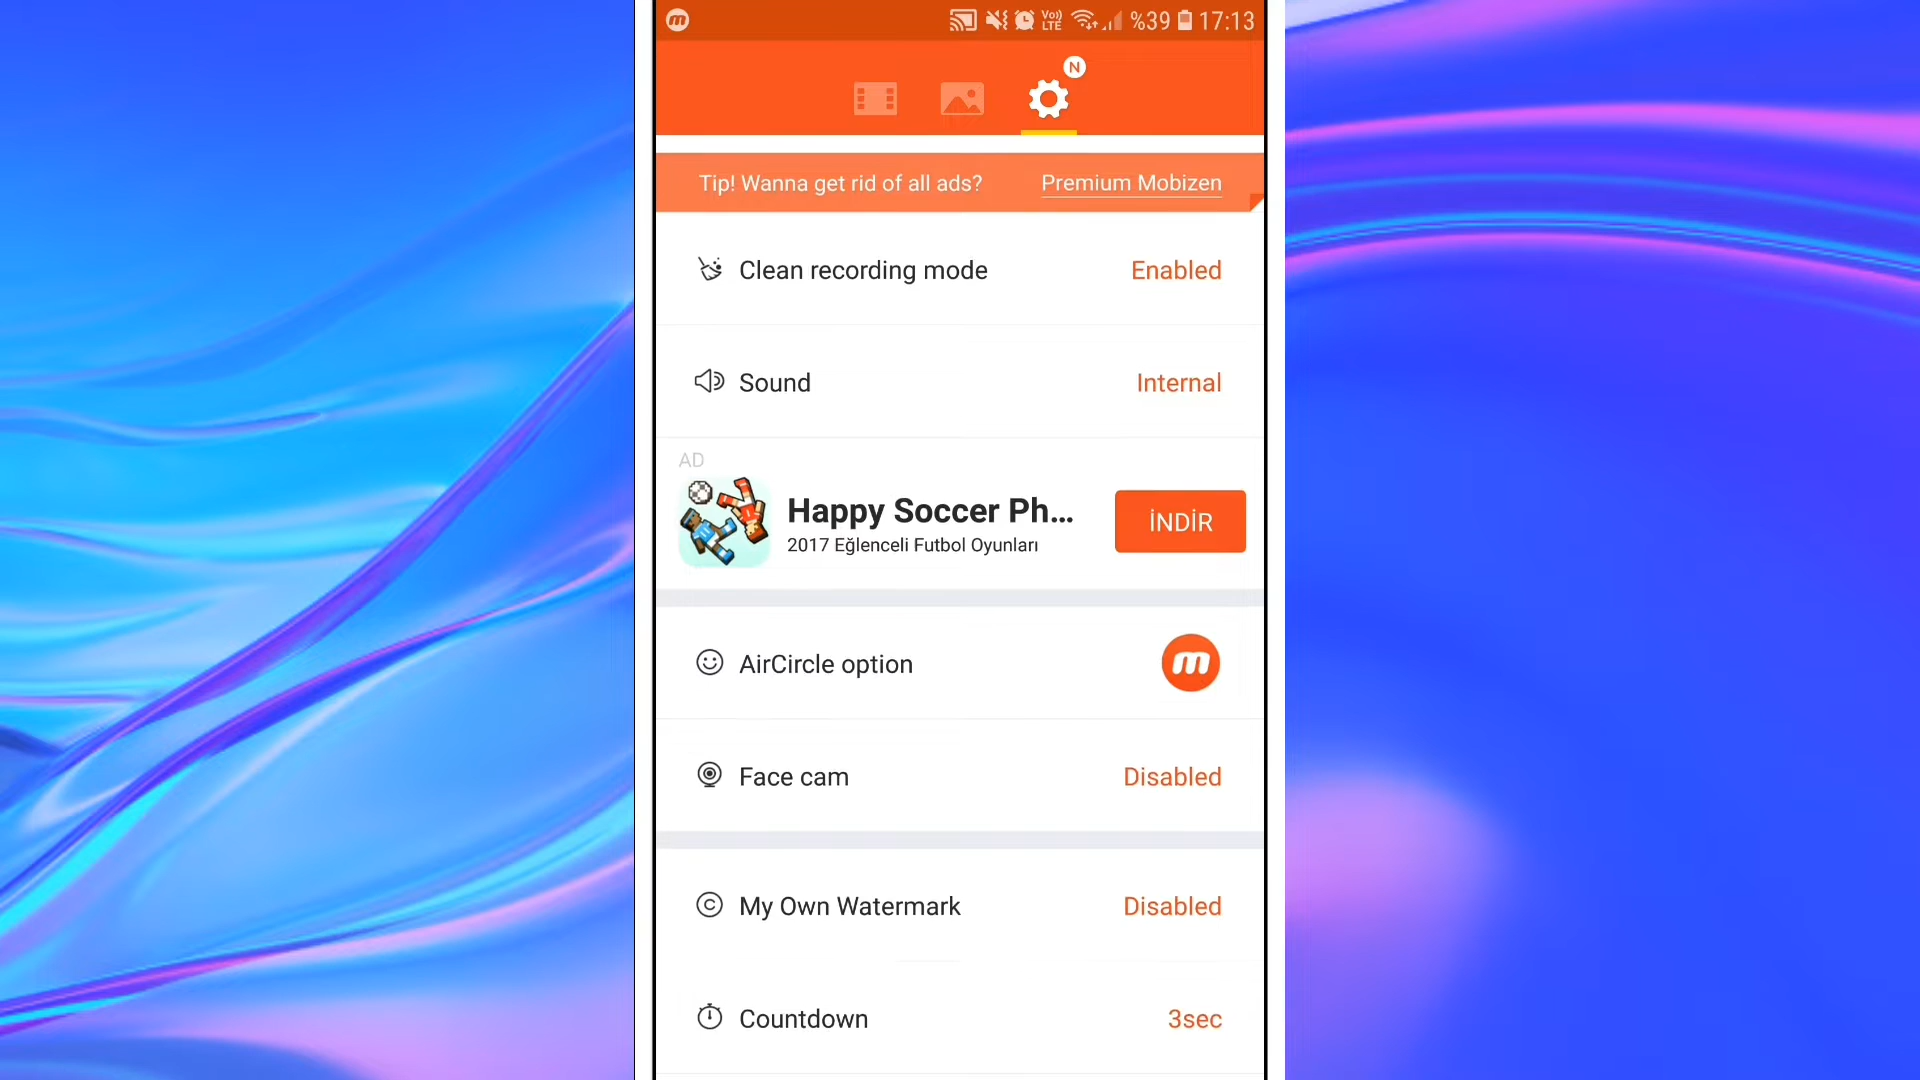 m
Vo))
LTE
%39
17:13
N
Tip! Wanna get rid of all ads?
Premium Mobizen
Clean recording mode
Enabled
Sound
Internal
AD
Happy Soccer Ph...
2017 Eğlenceli Futbol Oyunları
İNDİR
AirCircle option
m
Face cam
Disabled
My Own Watermark
Disabled
Countdown
3sec